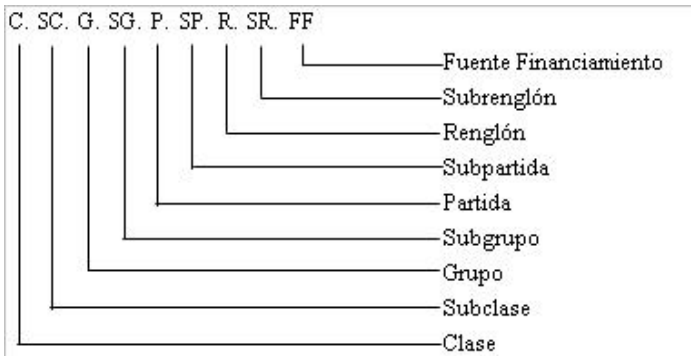 C. SC. G. SG. P. SP. R. SR. FF
Fuente Financiamiento
Subrenglón
Renglón
Subpartida
Partida
Subgrupo
Grupo
Subclase
Clase